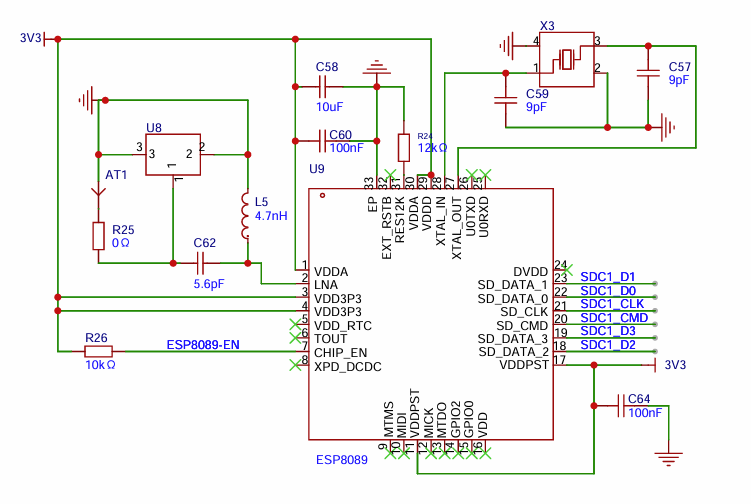 3V3
X3
4
3
1
2
C57
9pF
C59
9pF
C58
10uF
C60
100nF
R24
12kΩ
U8
3
3
2
2
1
1
AT1
L5
4.7nH
R25
0Ω
C62
5.6pF
U9
33
32
31
30
29
28
27
26
25
EP
EXT_RSTB
RES12K
VDDA
VDDD
XTAL_IN
XTAL_OUT
U0TXD
U0RXD
1 VDDA
2 LNA
3 VDD3P3
4 VDD3P3
5 VDD_RTC
6 TOUT
7 CHIP_EN
8 XPD_DCDC
DVDD 24
SD_DATA_1 23 SDC1_D1
SD_DATA_0 22 SDC1_D0
SD_CLK 21 SDC1_CLK
SD_CMD 20 SDC1_CMD
SD_DATA_3 19 SDC1_D3
SD_DATA_2 18 SDC1_D2
VDDPST 17
3V3
R26
10kΩ
ESP8089-EN
C64
100nF
MTMS
MIDI
VDDPST
MICK
MTDO
GPIO2
GPIO0
VDD
9
10
11
12
13
14
15
16
ESP8089